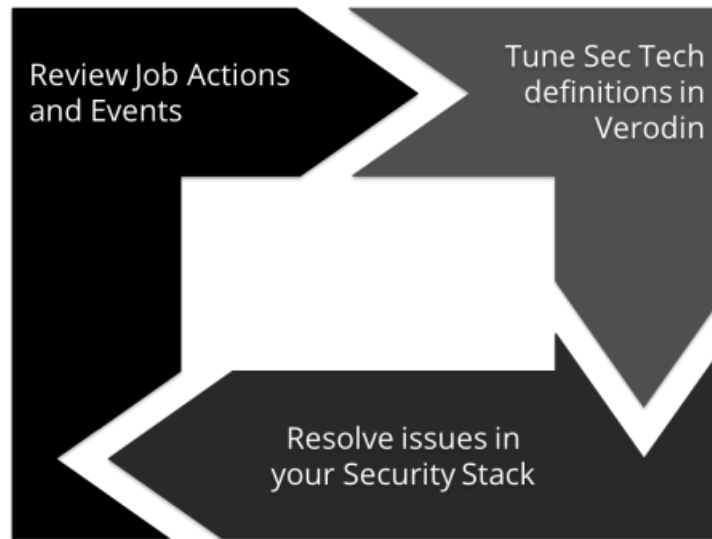 Review Job Actions
and Events
Tune Sec Tech
definitions in
Verodin
Resolve issues in
your Security Stack